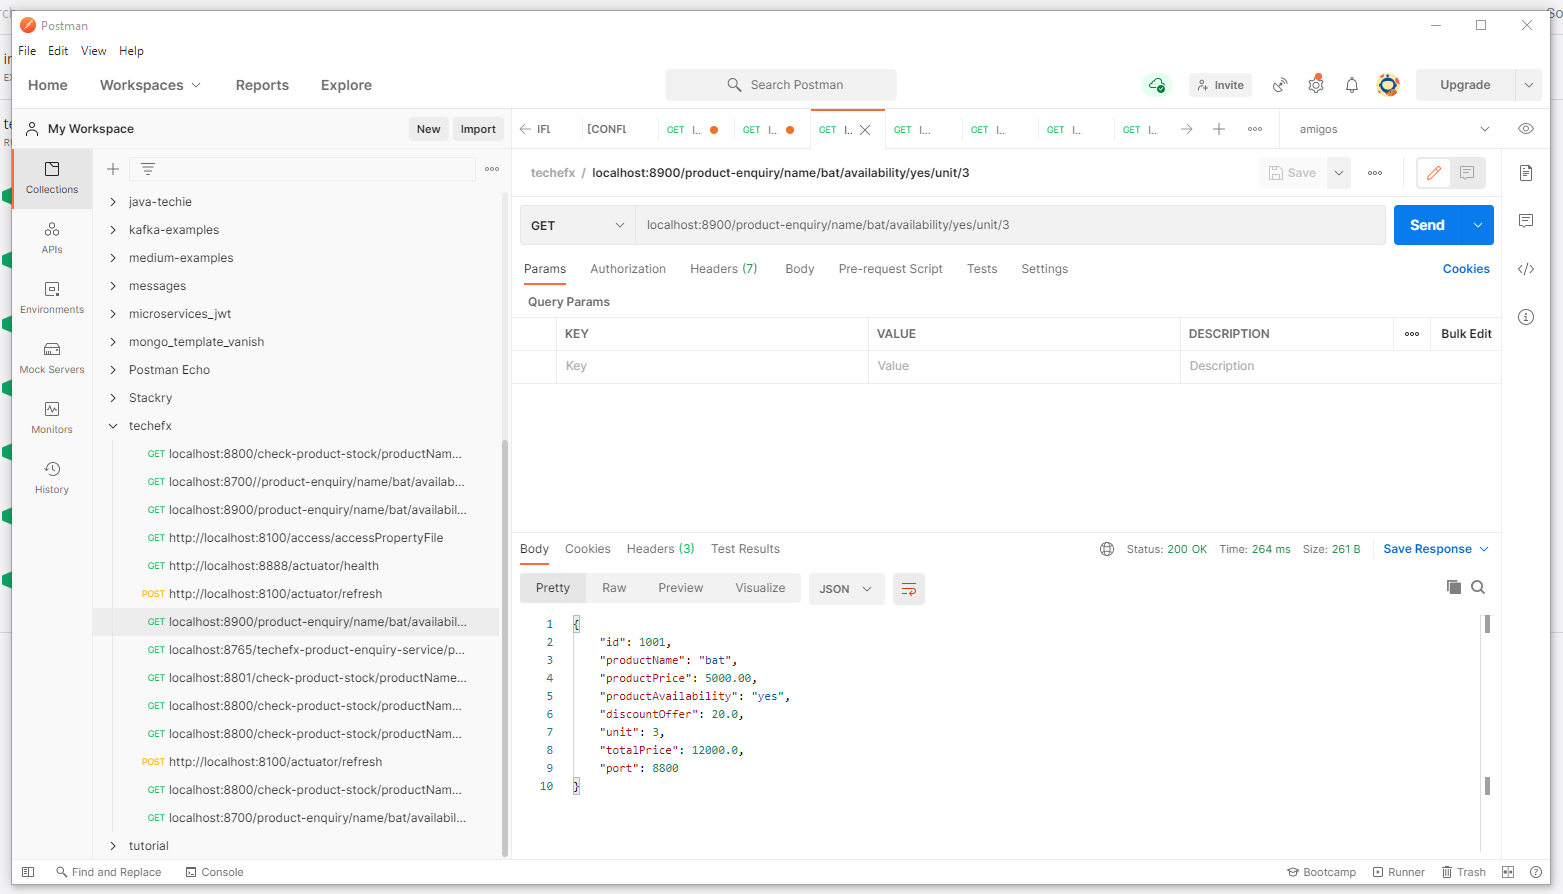 Postman
File Edit View Help
Home Workspaces Reports Explore Search Postman Invite Upgrade
My Workspace New Import
[CONFL GET I... GET I... GET I... GET I... GET I... GET I... GET I... amigos
Collections
APIs
Environments
Mock Servers
Monitors
History
java-techie
kafka-examples
medium-examples
messages
microservices_jwt
mongo_template_vanish
Postman Echo
Stackry
techefx
GET localhost:8800/check-product-stock/productNam...
GET localhost:8700//product-enquiry/name/bat/availab...
GET localhost:8900/product-enquiry/name/bat/availabil...
GET http://localhost:8100/access/accessPropertyFile
GET http://localhost:8888/actuator/health
POST http://localhost:8100/actuator/refresh
GET localhost:8900/product-enquiry/name/bat/availabil...
GET localhost:8765/techefx-product-enquiry-service/p...
GET localhost:8801/check-product-stock/productName...
GET localhost:8800/check-product-stock/productNam...
GET localhost:8800/check-product-stock/productNam...
POST http://localhost:8100/actuator/refresh
GET localhost:8800/check-product-stock/productNam...
GET localhost:8700/product-enquiry/name/bat/availabil...
tutorial
techefx / localhost:8900/product-enquiry/name/bat/availability/yes/unit/3 Save
GET localhost:8900/product-enquiry/name/bat/availability/yes/unit/3 Send
Params Authorization Headers (7) Body Pre-request Script Tests Settings Cookies
Query Params
KEY VALUE DESCRIPTION Bulk Edit
Key Value Description
Body Cookies Headers (3) Test Results Status: 200 OK Time: 264 ms Size: 261 B Save Response
Pretty Raw Preview Visualize JSON
1 {
2 "id": 1001,
3 "productName": "bat",
4 "productPrice": 5000.00,
5 "productAvailability": "yes",
6 "discountOffer": 20.0,
7 "unit": 3,
8 "totalPrice": 12000.0,
9 "port": 8800
10 }
Find and Replace Console Bootcamp Runner Trash